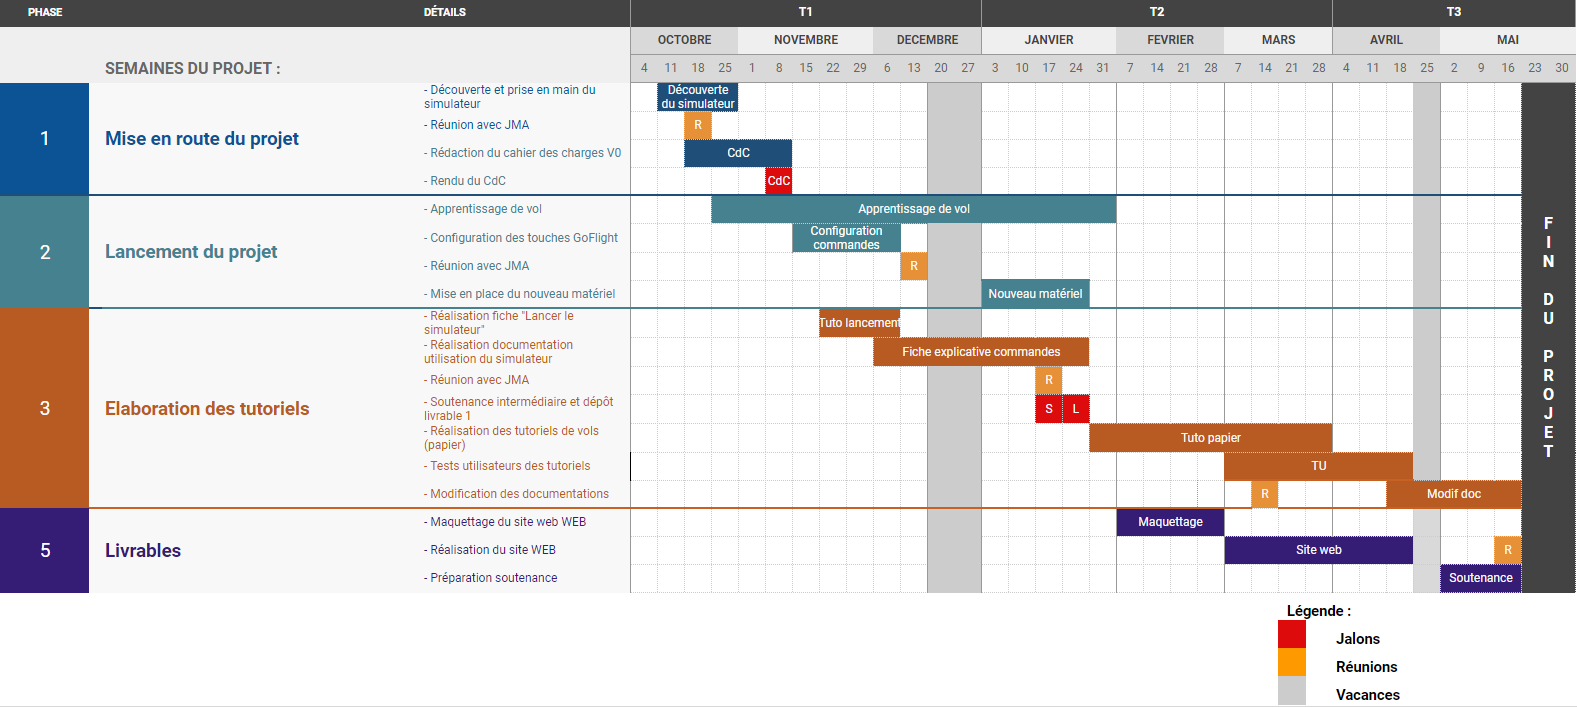 PHASE DÉTAILS T1 T2 T3
OCTOBRE NOVEMBRE DECEMBRE JANVIER FEVRIER MARS AVRIL MAI
SEMAINES DU PROJET : 4 11 18 25 1 8 15 22 29 6 13 20 27 3 10 17 24 31 7 14 21 28 7 14 21 28 4 11 18 25 2 9 16 23 30
1 Mise en route du projet
- Découverte et prise en main du
simulateur
Découverte
du simulateur
- Réunion avec JMA R
- Rédaction du cahier des charges V0 CdC
- Rendu du CdC CdC
2 Lancement du projet
- Apprentissage de vol Apprentissage de vol
- Configuration des touches GoFlight
Configuration
commandes
- Réunion avec JMA R
- Mise en place du nouveau matériel Nouveau matériel
3 Elaboration des tutoriels
- Réalisation fiche "Lancer le
simulateur"
Tuto lancement
- Réalisation documentation
utilisation du simulateur
Fiche explicative commandes
- Réunion avec JMA R
- Soutenance intermédiaire et dépôt
livrable 1
S L
- Réalisation des tutoriels de vols
(papier)
Tuto papier
- Tests utilisateurs des tutoriels TU
- Modification des documentations R Modif doc
5 Livrables
- Maquettage du site web WEB Maquettage
- Réalisation du site WEB Site web R
- Préparation soutenance Soutenance
F
I
N
D
U
P
R
O
J
E
T
Légende :
Jalons
Réunions
Vacances